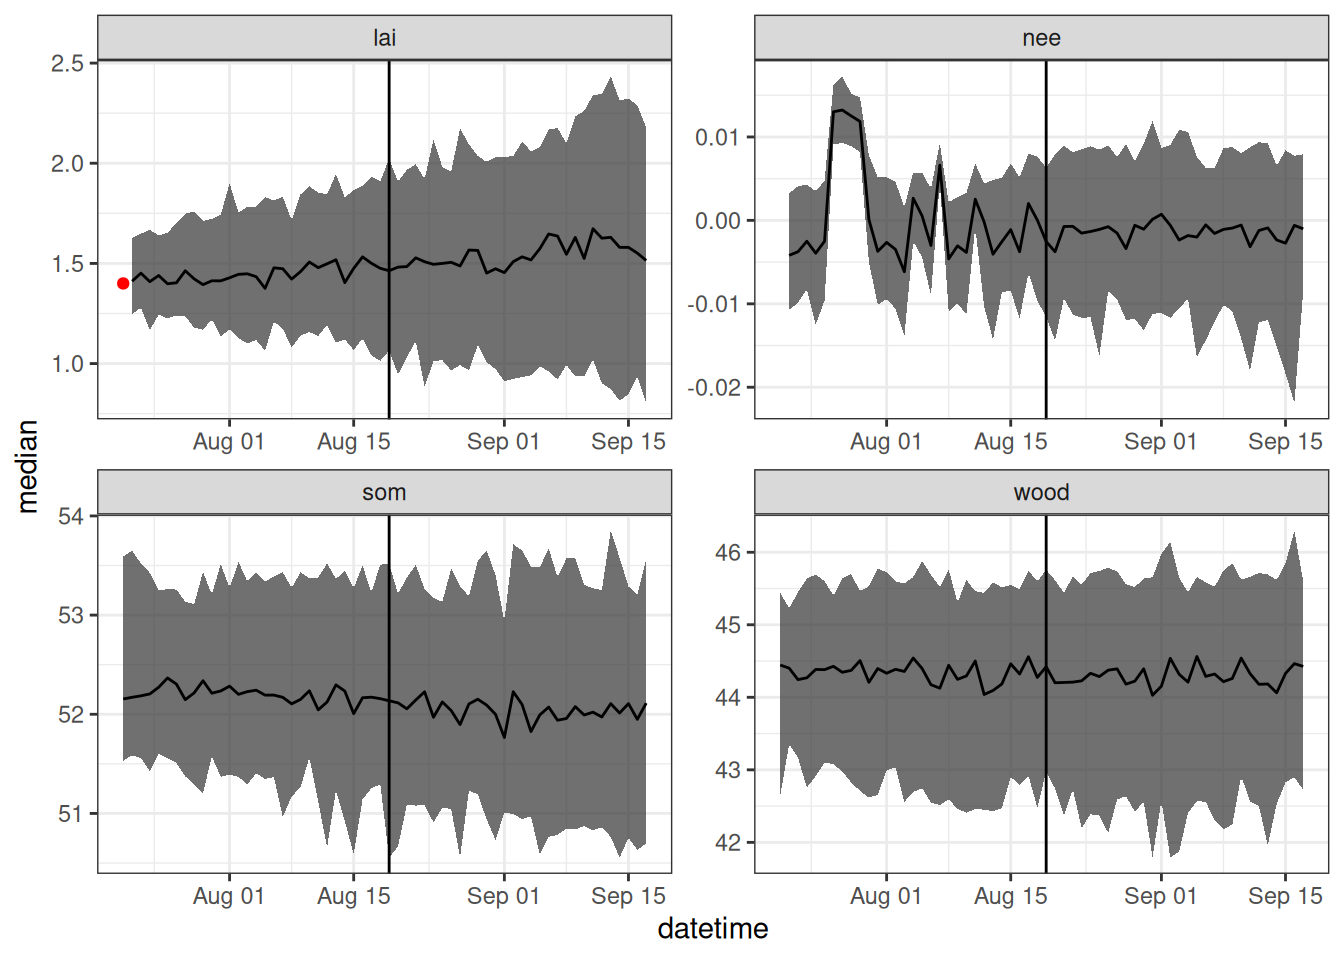 lai
nee
2.5
2.0
1.5
1.0
0.01
0.00
-0.01
-0.02
Aug 01 Aug 15 Sep 01 Sep 15
Aug 01 Aug 15 Sep 01 Sep 15
median
som
wood
54
53
52
51
46
45
44
43
42
Aug 01 Aug 15 Sep 01 Sep 15
Aug 01 Aug 15 Sep 01 Sep 15
datetime